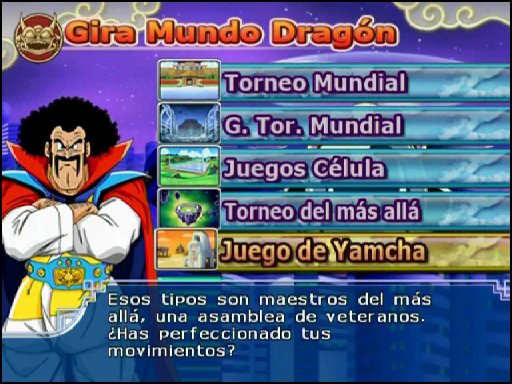 Gira Mundo Dragón
Torneo Mundial
G. Tor. Mundial
Juegos Célula
Torneo del más allá
Juego de Yamcha
Esos tipos son maestros del más
allá, una asamblea de veteranos.
¿Has perfeccionado tus
movimientos?